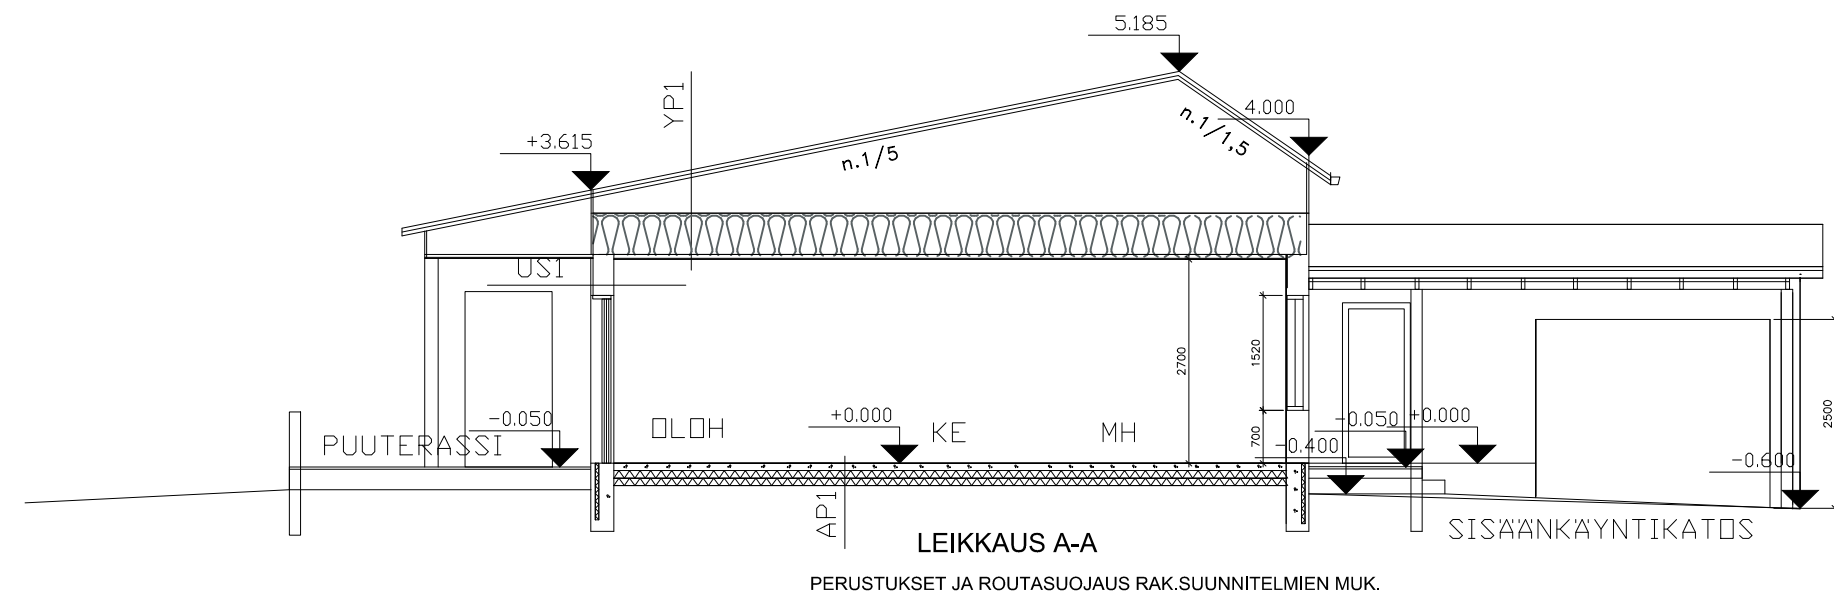 5.185
4.000
+3.615
YP1
n.1/5
n.1/1,5
US1
2700
1520
700
2500
-0.050
PUUTERASSI
OLOH
+0.000
KE
MH
-0.050
+0.000
-0.400
-0.600
AP1
SISÄÄNKÄYNTIKATOS
LEIKKAUS A-A
PERUSTUKSET JA ROUTASUOJAUS RAK.SUUNNITELMIEN MUK.